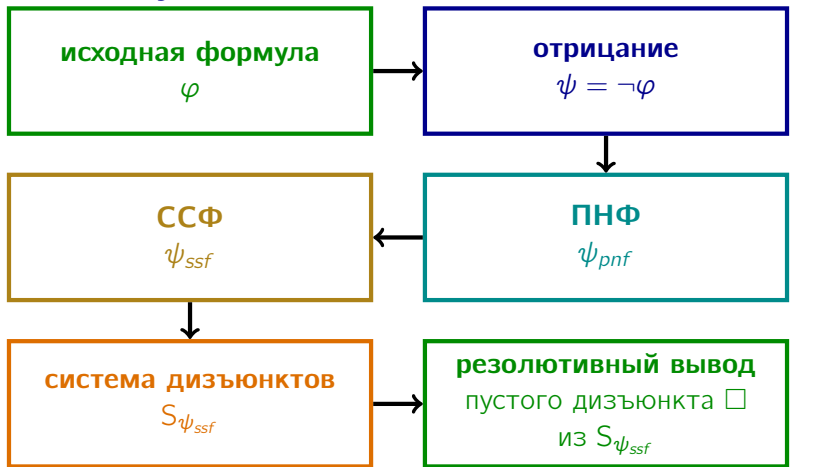 исходная формула
φ
отрицание
ψ = ¬φ
ПНФ
ψ_pnf
ССФ
ψ_ssf
система дизъюнктов
S_ψ_ssf
резолютивный вывод
пустого дизъюнкта □
из S_ψ_ssf